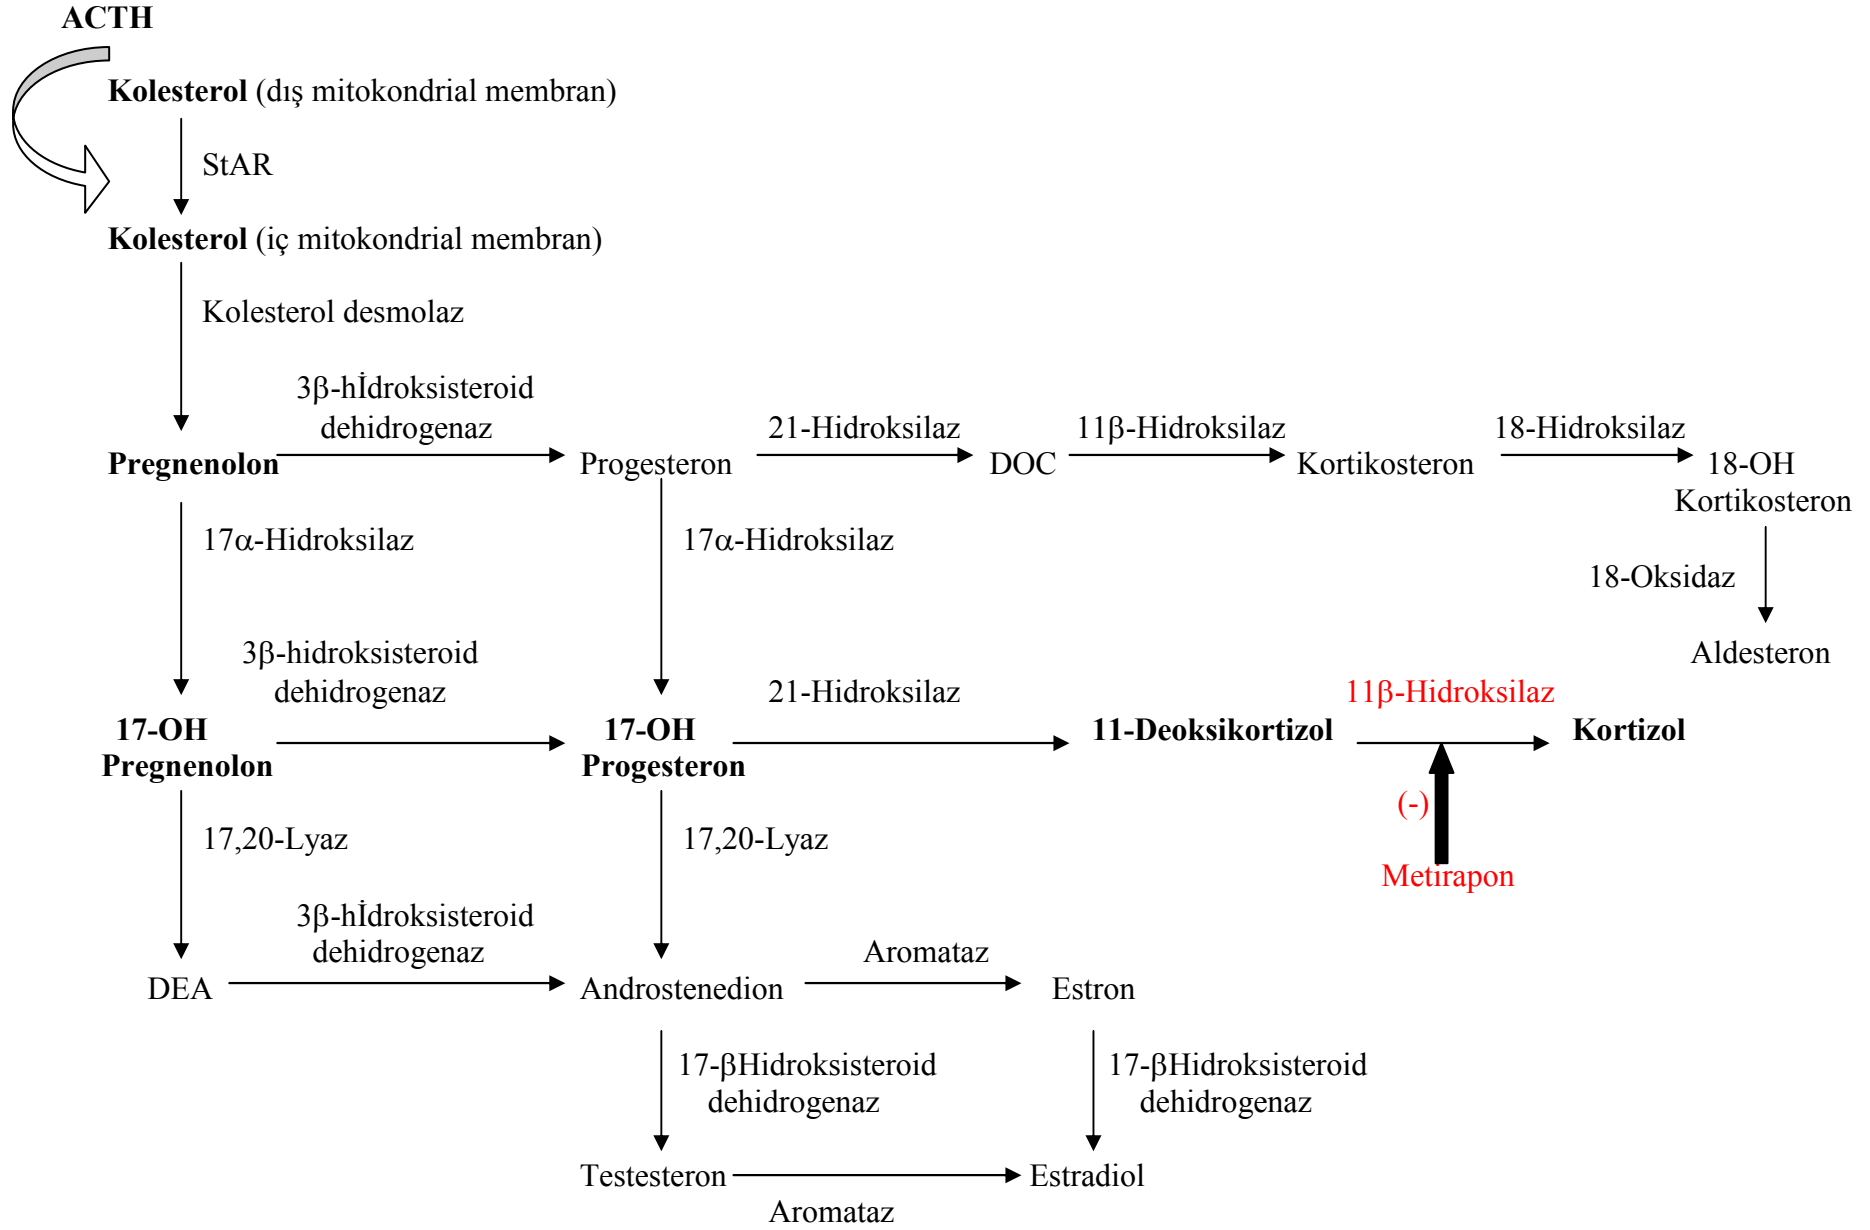 ACTH
Kolesterol (dış mitokondrial membran)
StAR
Kolesterol (iç mitokondrial membran)
Kolesterol desmolaz
3β-hİdroksisteroid
dehidrogenaz
21-Hidroksilaz
11β-Hidroksilaz
18-Hidroksilaz
Pregnenolon
Progesteron
DOC
Kortikosteron
18-OH
Kortikosteron
17α-Hidroksilaz
17α-Hidroksilaz
18-Oksidaz
Aldesteron
3β-hidroksisteroid
dehidrogenaz
21-Hidroksilaz
11β-Hidroksilaz
17-OH
Pregnenolon
17-OH
Progesteron
11-Deoksikortizol
Kortizol
(-)
Metirapon
17,20-Lyaz
17,20-Lyaz
3β-hİdroksisteroid
dehidrogenaz
Aromataz
DEA
Androstenedion
Estron
17-βHidroksisteroid
dehidrogenaz
17-βHidroksisteroid
dehidrogenaz
Testesteron
Estradiol
Aromataz